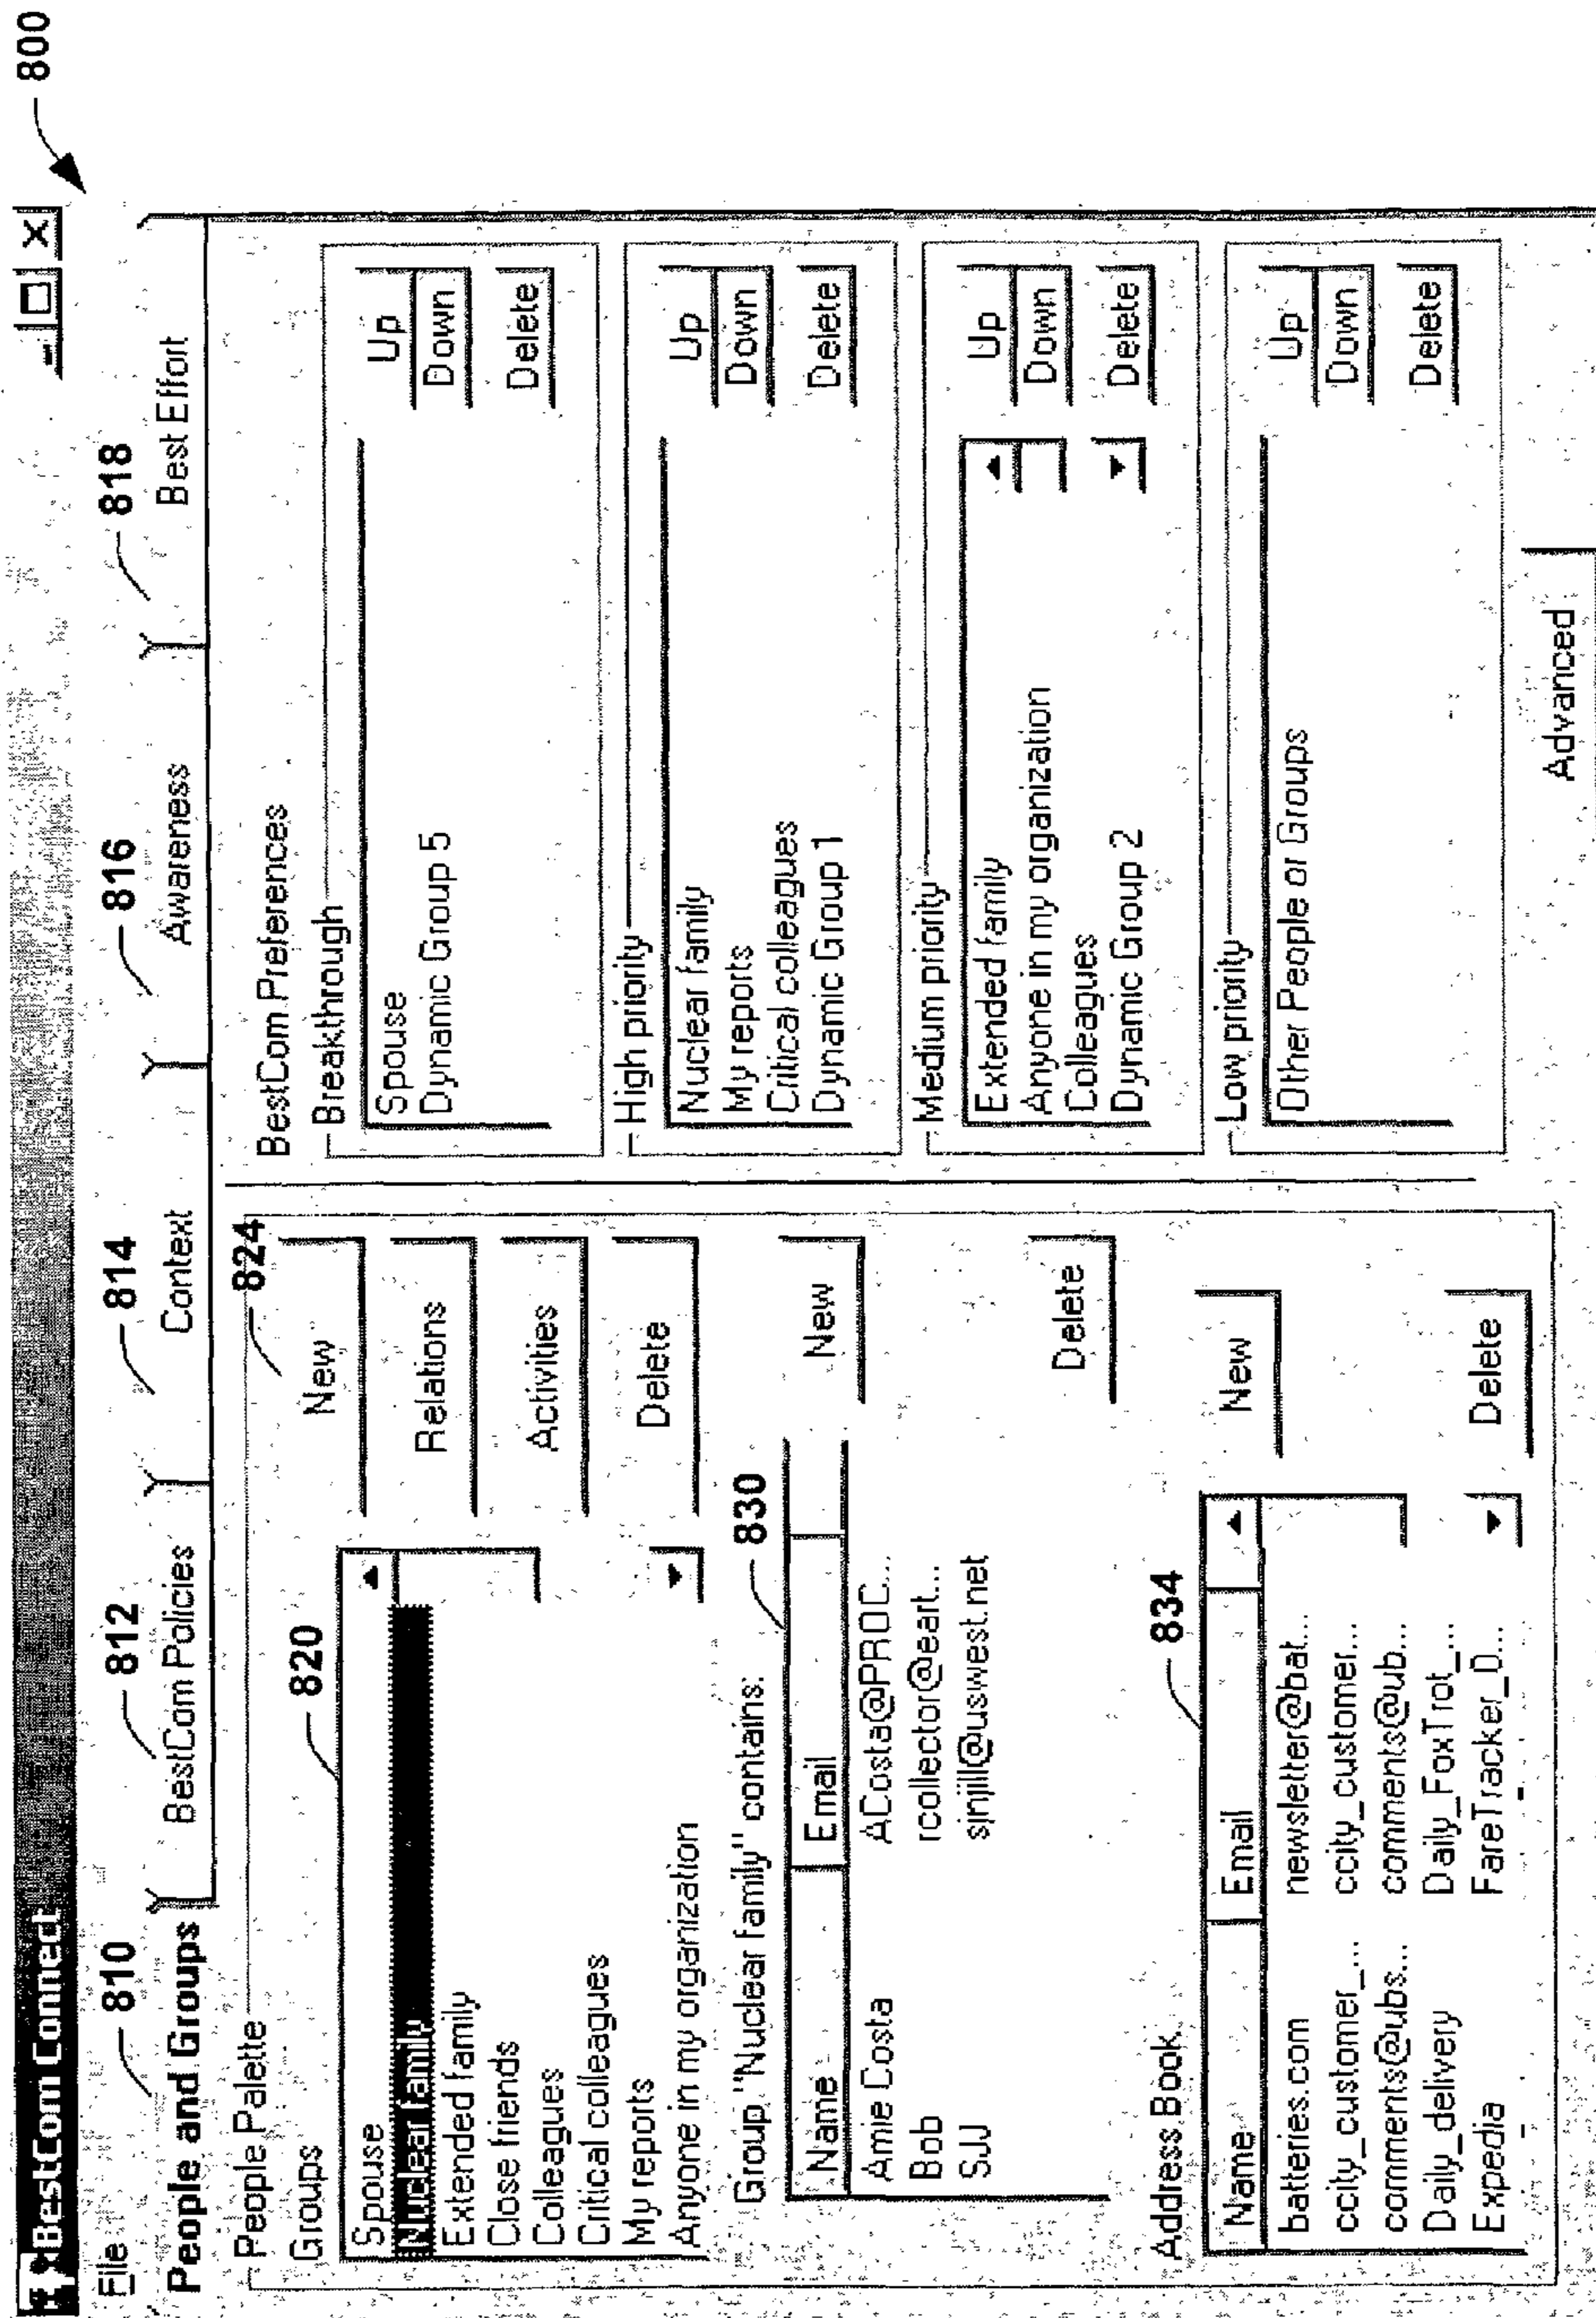 800
BestCom Connect
File
810 812 814 816 818
People and Groups BestCom Policies Context Awareness Best Effort
People Palette
824
Groups
820
Spouse
Nuclear family
Extended family
Close friends
Colleagues
Critical colleagues
My reports
Anyone in my organization
New
Relations
Activities
Delete
Group "Nuclear family" contains:
830
Name Email
Amie Costa ACosta@PROC...
Bob rcollector@eart...
SJJ sjnjill@uswest.net
New
Delete
Address Book
834
Name Email
batteries.com newsletter@bat...
ccity_customer_... ccity_customer...
comments@ubs... comments@ub...
Daily_delivery Daily_FoxTrot_...
Expedia FareTracker_D...
New
Delete
BestCom Preferences
Breakthrough
Spouse
Dynamic Group 5
Up
Down
Delete
High priority
Nuclear family
My reports
Critical colleagues
Dynamic Group 1
Up
Down
Delete
Medium priority
Extended family
Anyone in my organization
Colleagues
Dynamic Group 2
Up
Down
Delete
Low priority
Other People or Groups
Up
Down
Delete
Advanced